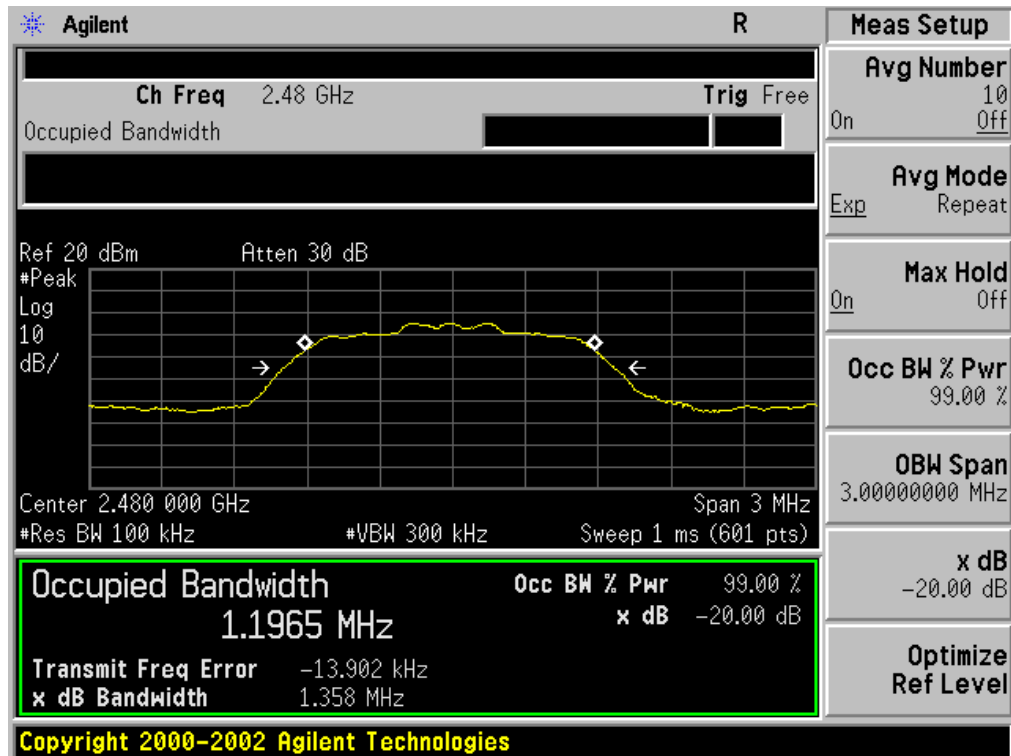 Agilent R Meas Setup
Ch Freq 2.48 GHz Trig Free
Occupied Bandwidth
Avg Number
10
On Off
Avg Mode
Exp Repeat
Max Hold
On Off
Occ BW % Pwr
99.00 %
OBW Span
3.00000000 MHz
x dB
-20.00 dB
Optimize
Ref Level
Ref 20 dBm Atten 30 dB
#Peak
Log
10
dB/
Center 2.480 000 GHz Span 3 MHz
#Res BW 100 kHz #VBW 300 kHz Sweep 1 ms (601 pts)
Occupied Bandwidth Occ BW % Pwr 99.00 %
1.1965 MHz x dB -20.00 dB
Transmit Freq Error -13.902 kHz
x dB Bandwidth 1.358 MHz
Copyright 2000-2002 Agilent Technologies